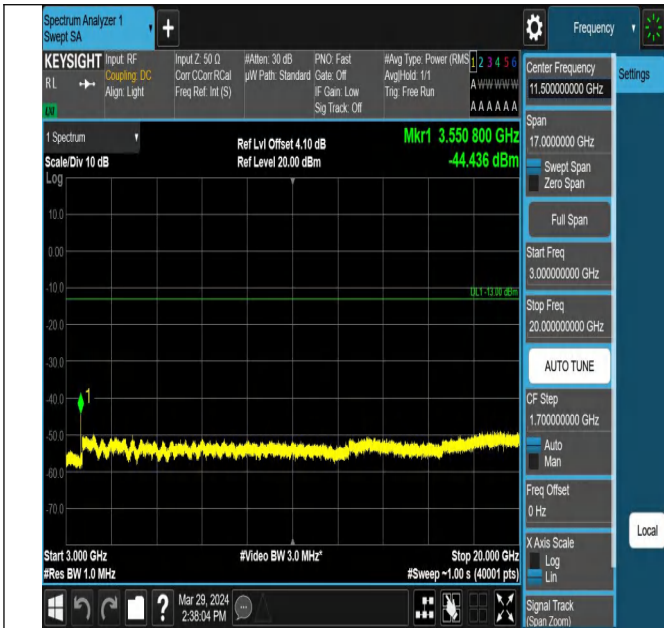 Spectrum Analyzer 1
Swept SA
+
Frequency
KEYSIGHT
RL
LXI
Input: RF
Coupling: DC
Align: Light
Input Z: 50 Ω
Corr CCorr RCal
Freq Ref: Int (S)
#Atten: 30 dB
µW Path: Standard
PNO: Fast
Gate: Off
IF Gain: Low
Sig Track: Off
#Avg Type: Power (RMS
Avg|Hold: 1/1
Trig: Free Run
1 2 3 4 5 6
A W W W W W
A A A A A A
1 Spectrum
Scale/Div 10 dB
Log
Ref Lvl Offset 4.10 dB
Ref Level 20.00 dBm
Mkr1 3.550 800 GHz
-44.436 dBm
10.0
0.00
-10.0
DL1 -13.00 dBm
-20.0
-30.0
-40.0
1
-50.0
-60.0
-70.0
Start 3.000 GHz
#Res BW 1.0 MHz
#Video BW 3.0 MHz*
Stop 20.000 GHz
#Sweep ~1.00 s (40001 pts)
?
Mar 29, 2024
2:38:04 PM
Center Frequency
11.500000000 GHz
Settings
Span
17.0000000 GHz
Swept Span
Zero Span
Full Span
Start Freq
3.000000000 GHz
Stop Freq
20.000000000 GHz
AUTO TUNE
CF Step
1.700000000 GHz
Auto
Man
Freq Offset
0 Hz
Local
X Axis Scale
Log
Lin
Signal Track
(Span Zoom)